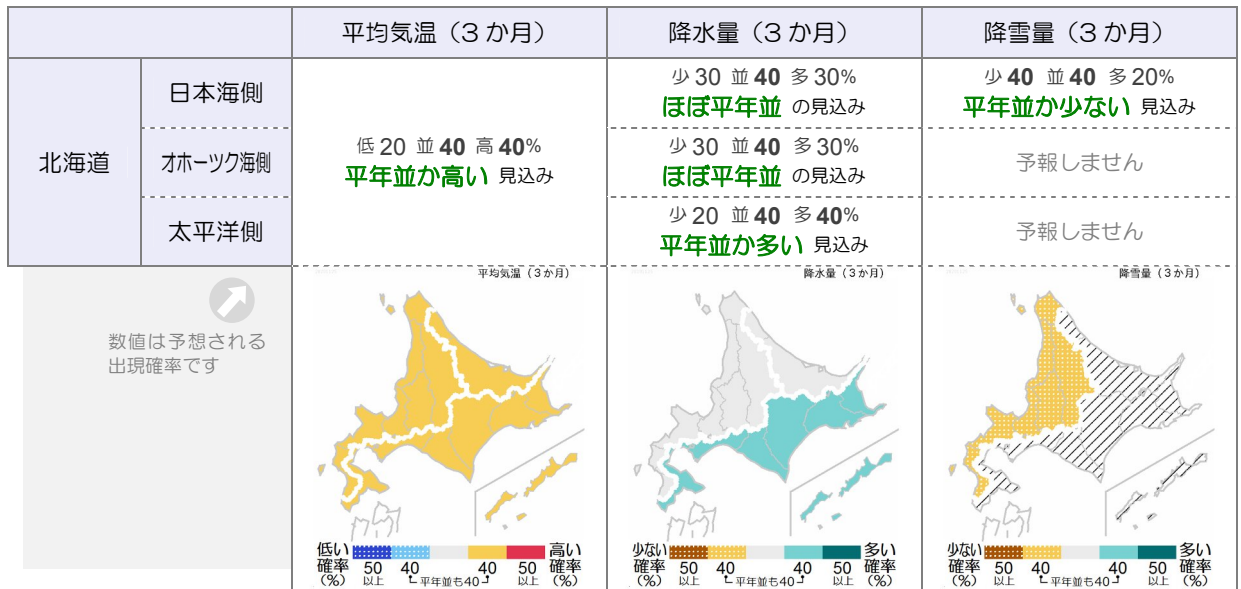 平均気温（3 か月）
降水量（3 か月）
降雪量（3 か月）
北海道
日本海側
オホーツク海側
太平洋側
低 20 並 40 高 40%
平年並か高い 見込み
少 30 並 40 多 30%
ほぼ平年並 の見込み
少 40 並 40 多 20%
平年並か少ない 見込み
少 30 並 40 多 30%
ほぼ平年並 の見込み
予報しません
少 20 並 40 多 40%
平年並か多い 見込み
予報しません
数値は予想される
出現確率です
平均気温（3か月）
低い
確率
(%)
50
以上
40
平年並も40
40
50
以上
高い
確率
(%)
降水量（3か月）
少ない
確率
(%)
50
以上
40
平年並も40
40
50
以上
多い
確率
(%)
降雪量（3か月）
少ない
確率
(%)
50
以上
40
平年並も40
40
50
以上
多い
確率
(%)